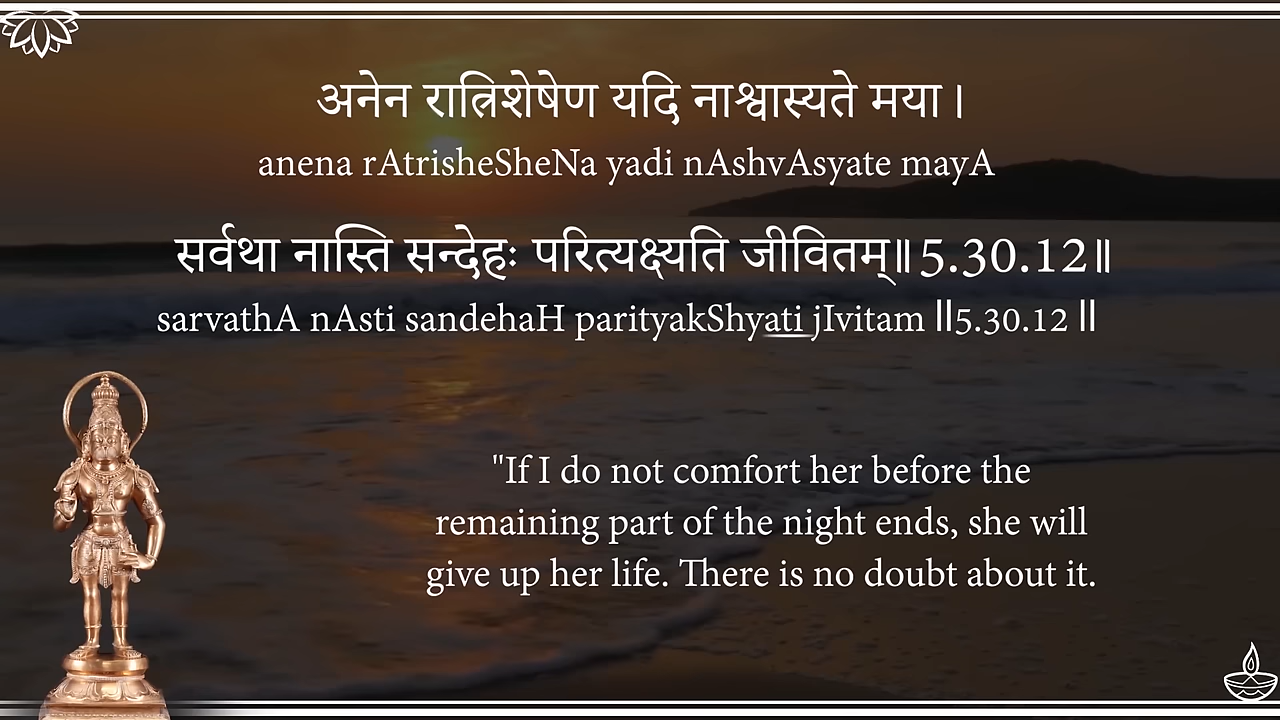 अनेन रात्रिशेषेण यदि नाश्वास्यते मया।
anena rAtrisheSheNa yadi nAshvAsyate mayA
सर्वथा नास्ति सन्देहः परित्यक्ष्यति जीवितम्॥5.30.12॥
sarvathA nAsti sandehaH parityakShyati jIvitam ॥5.30.12 ॥
"If I do not comfort her before the
remaining part of the night ends, she will
give up her life. There is no doubt about it.